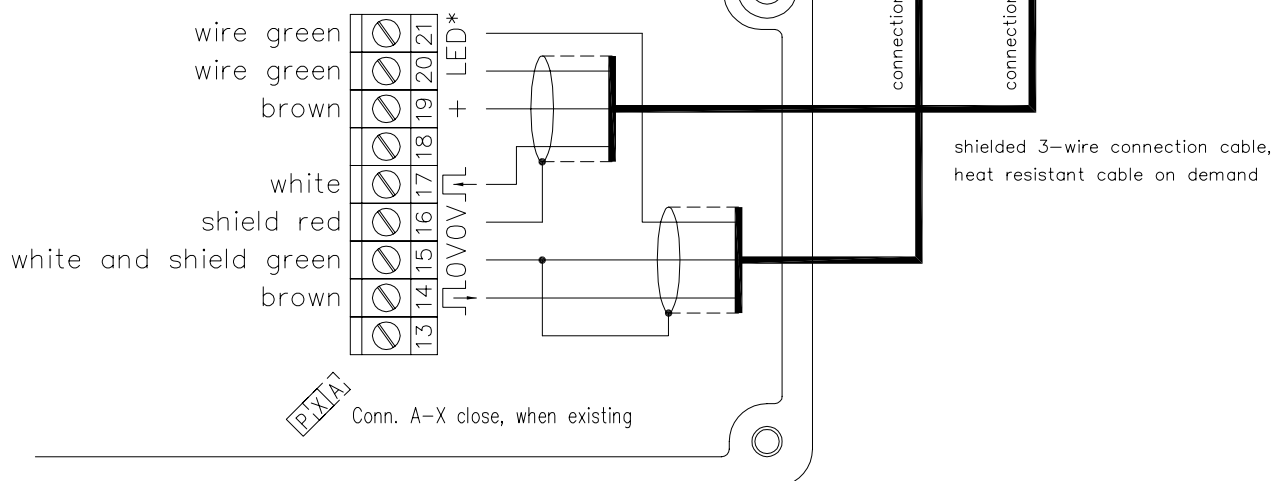 wire green 21 LED*
wire green 20
brown 19 +
18
white 17
shield red 16 0V
white and shield green 15 0V
brown 14
13
connection
connection
shielded 3-wire connection cable,
heat resistant cable on demand
P X A
Conn. A-X close, when existing